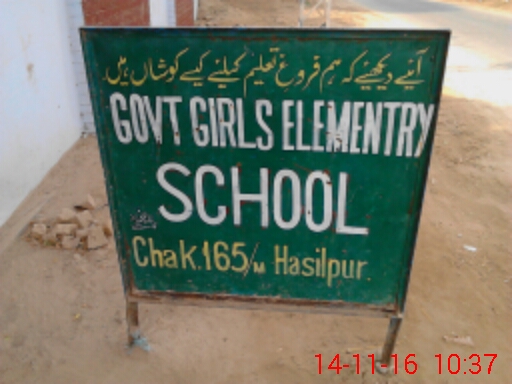 آئیے دیکھئے کہ ہم فروغِ تعلیم کیلئے کیسے کوشاں ہیں۔
GOVT GIRLS ELEMENTRY
SCHOOL
Chak.165/M Hasilpur.
14-11-16 10:37